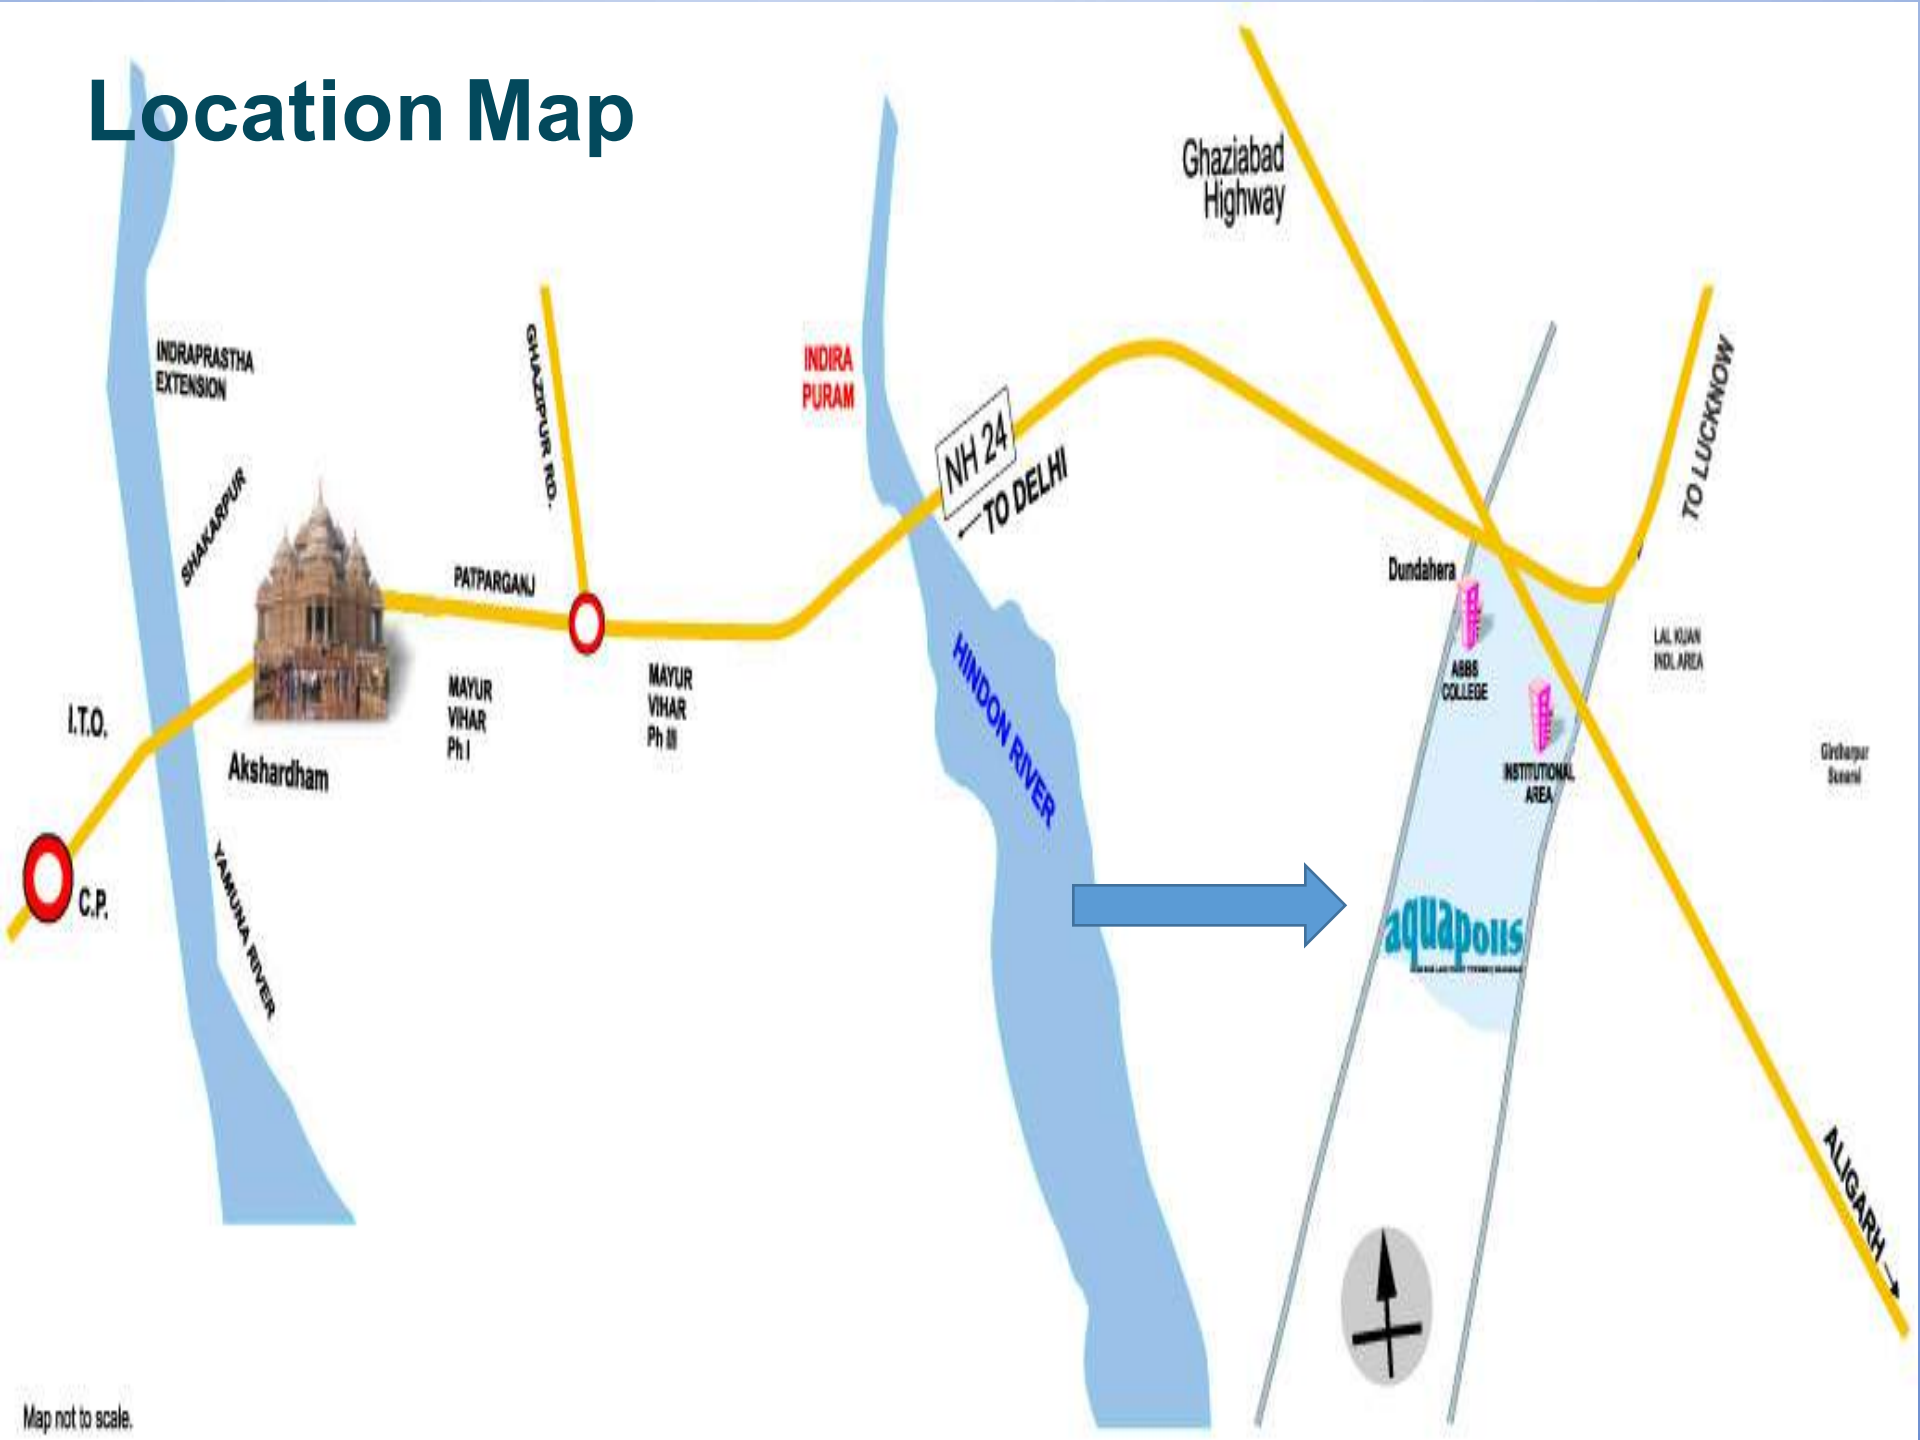 Location Map
Ghaziabad
Highway
INDRAPRASTHA
EXTENSION
SHAKARPUR
GHAZIPUR RD.
INDIRA
PURAM
NH 24
TO DELHI
TO LUCKNOW
PATPARGANJ
Dundahera
ABBS
COLLEGE
LAL KUAN
INDL AREA
MAYUR
VIHAR
Ph I
MAYUR
VIHAR
Ph III
HINDON RIVER
I.T.O.
Akshardham
INSTITUTIONAL
AREA
Girdharpur
C.P.
YAMUNA RIVER
aquapolis
ALIGARH
Map not to scale.